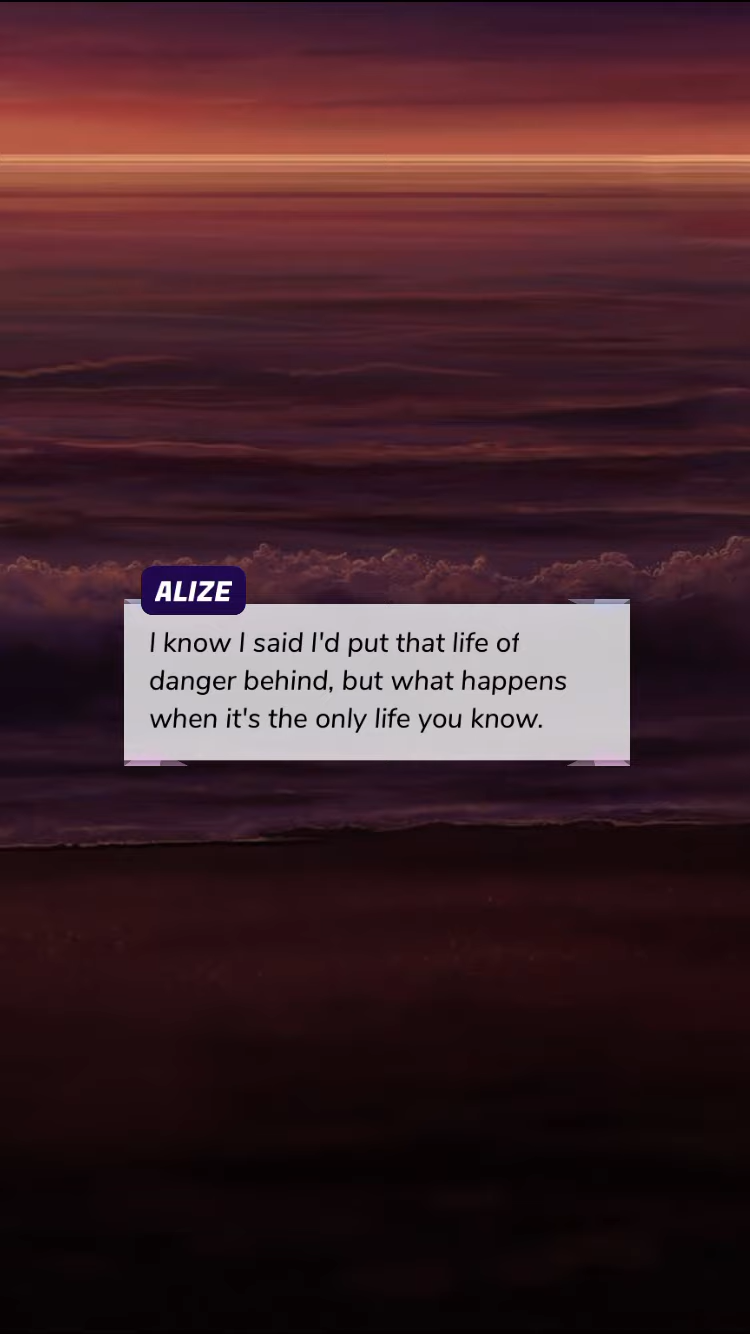 ALIZE
I know I said I'd put that life of
danger behind, but what happens
when it's the only life you know.